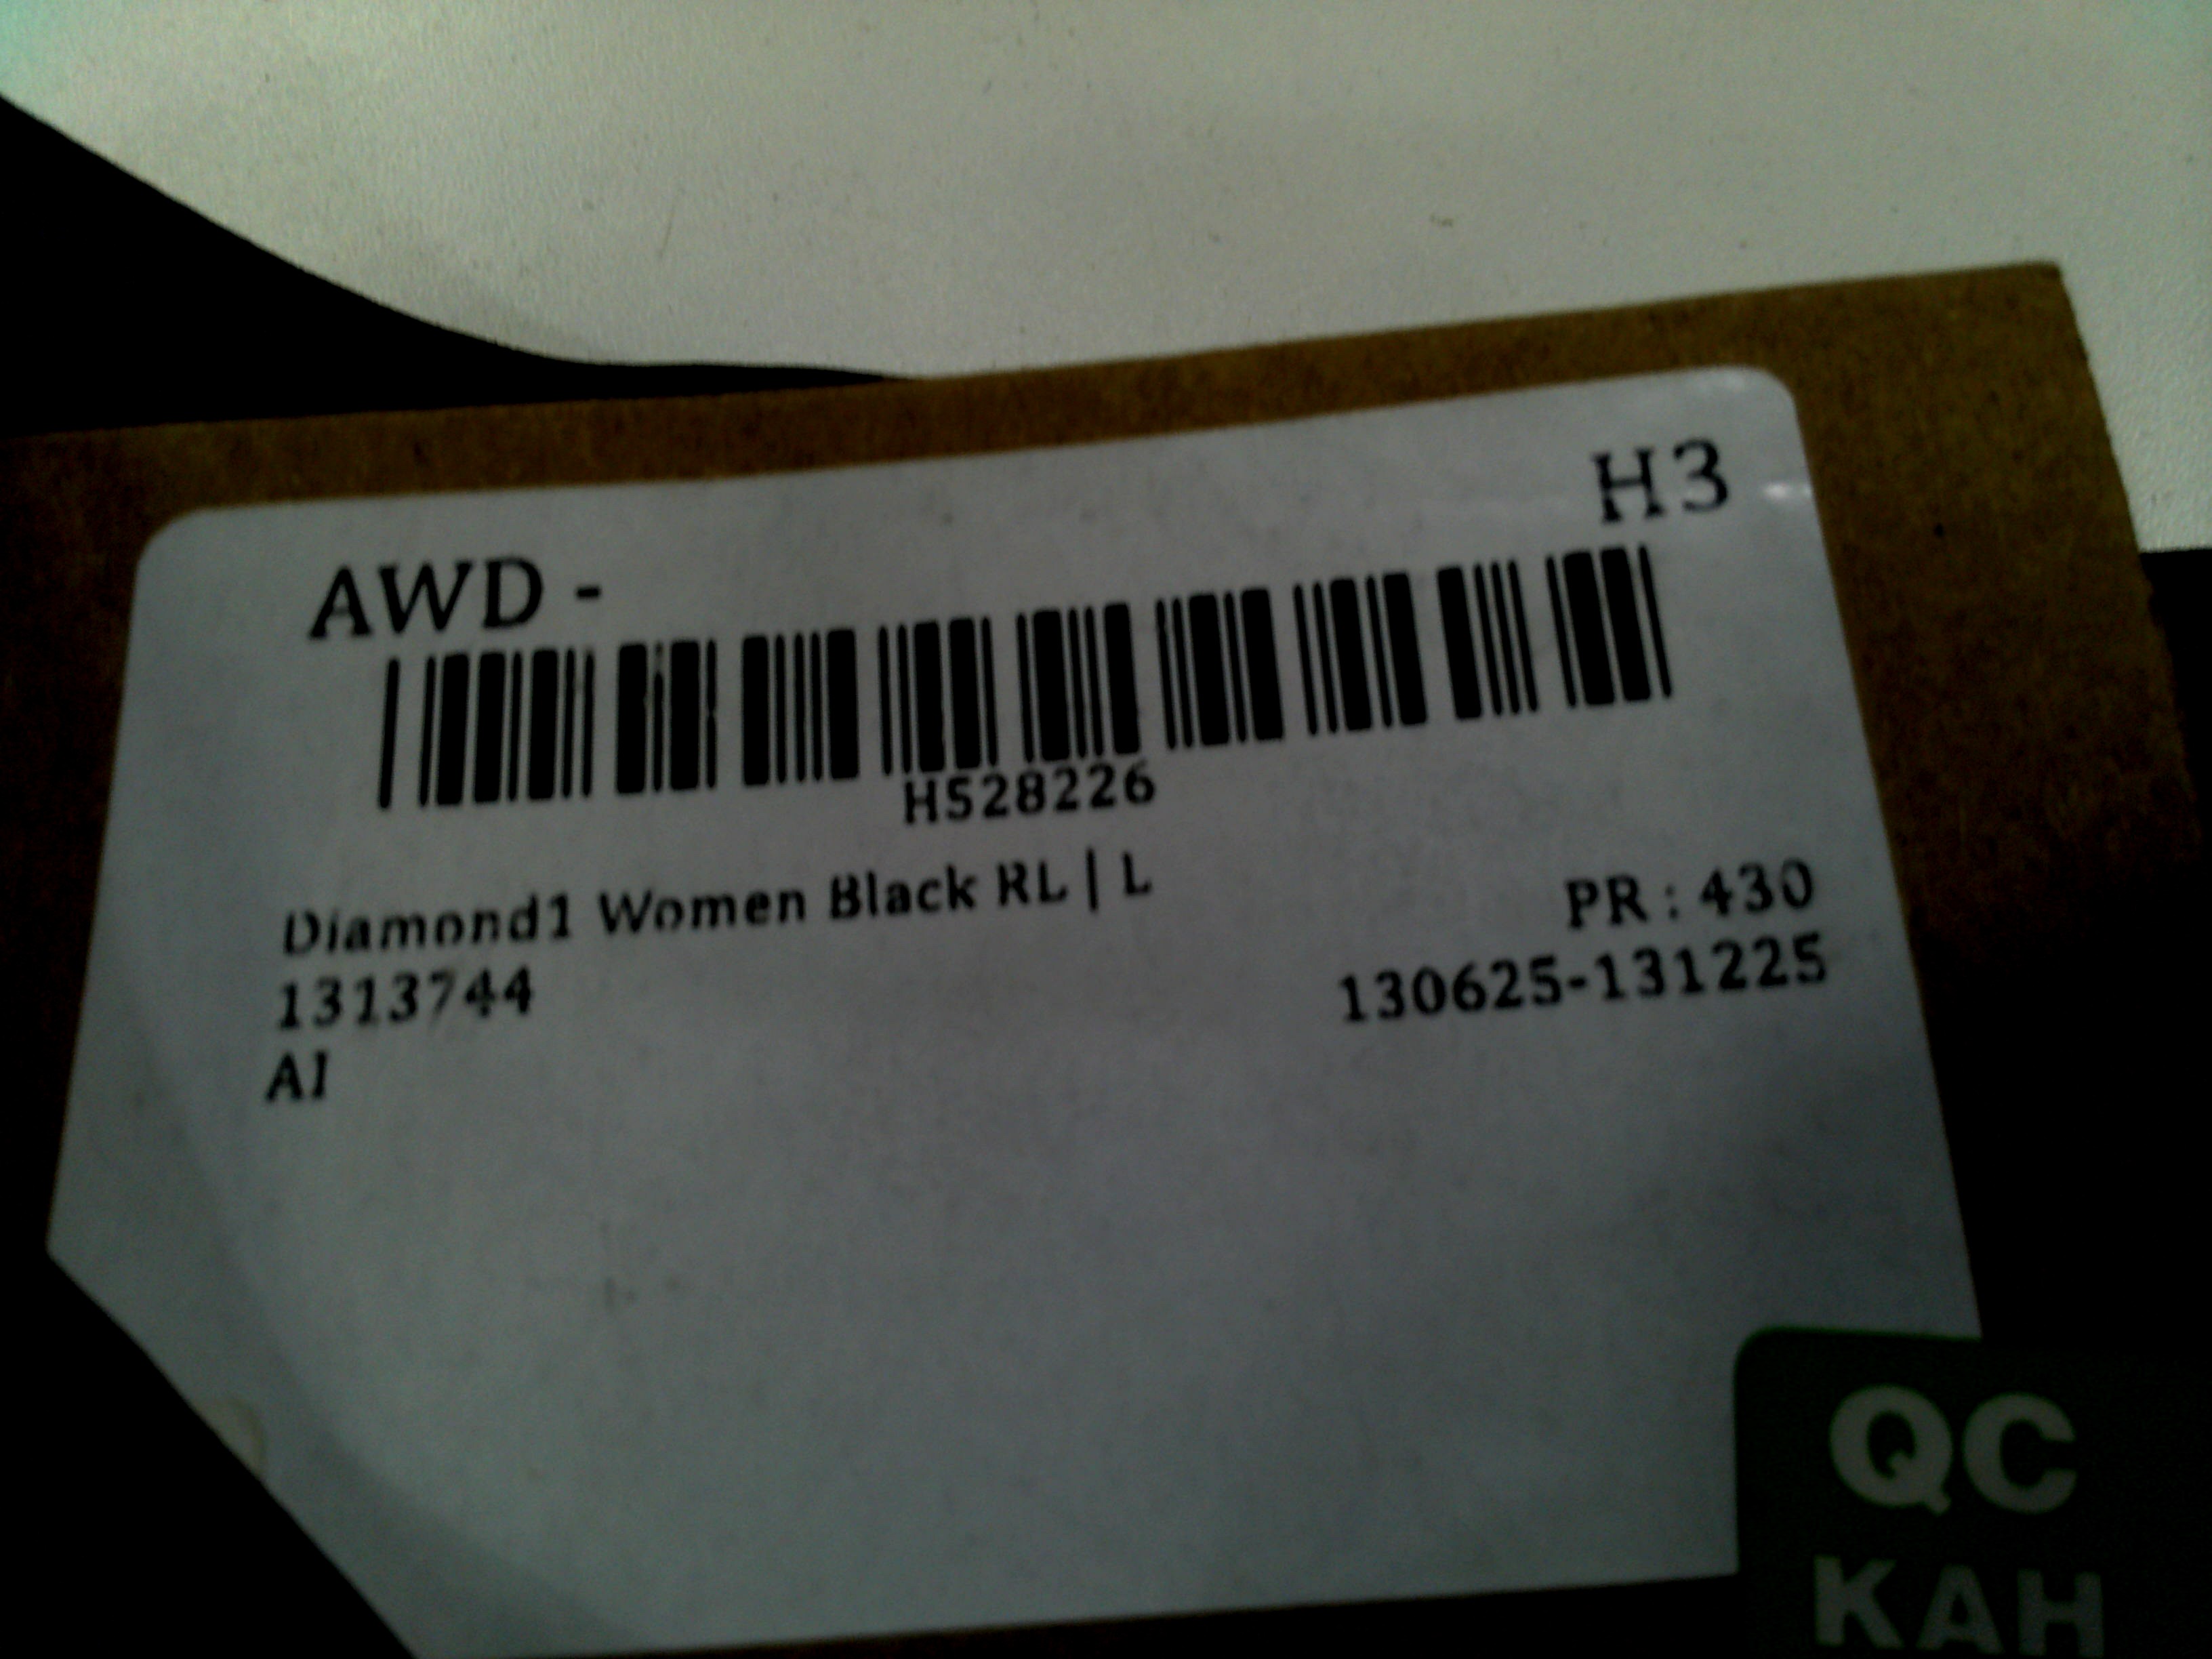 AWD -
H3
H528226
Diamond1 Women Black RL | L
PR : 430
1313744
130625-131225
AI
QC
KAH